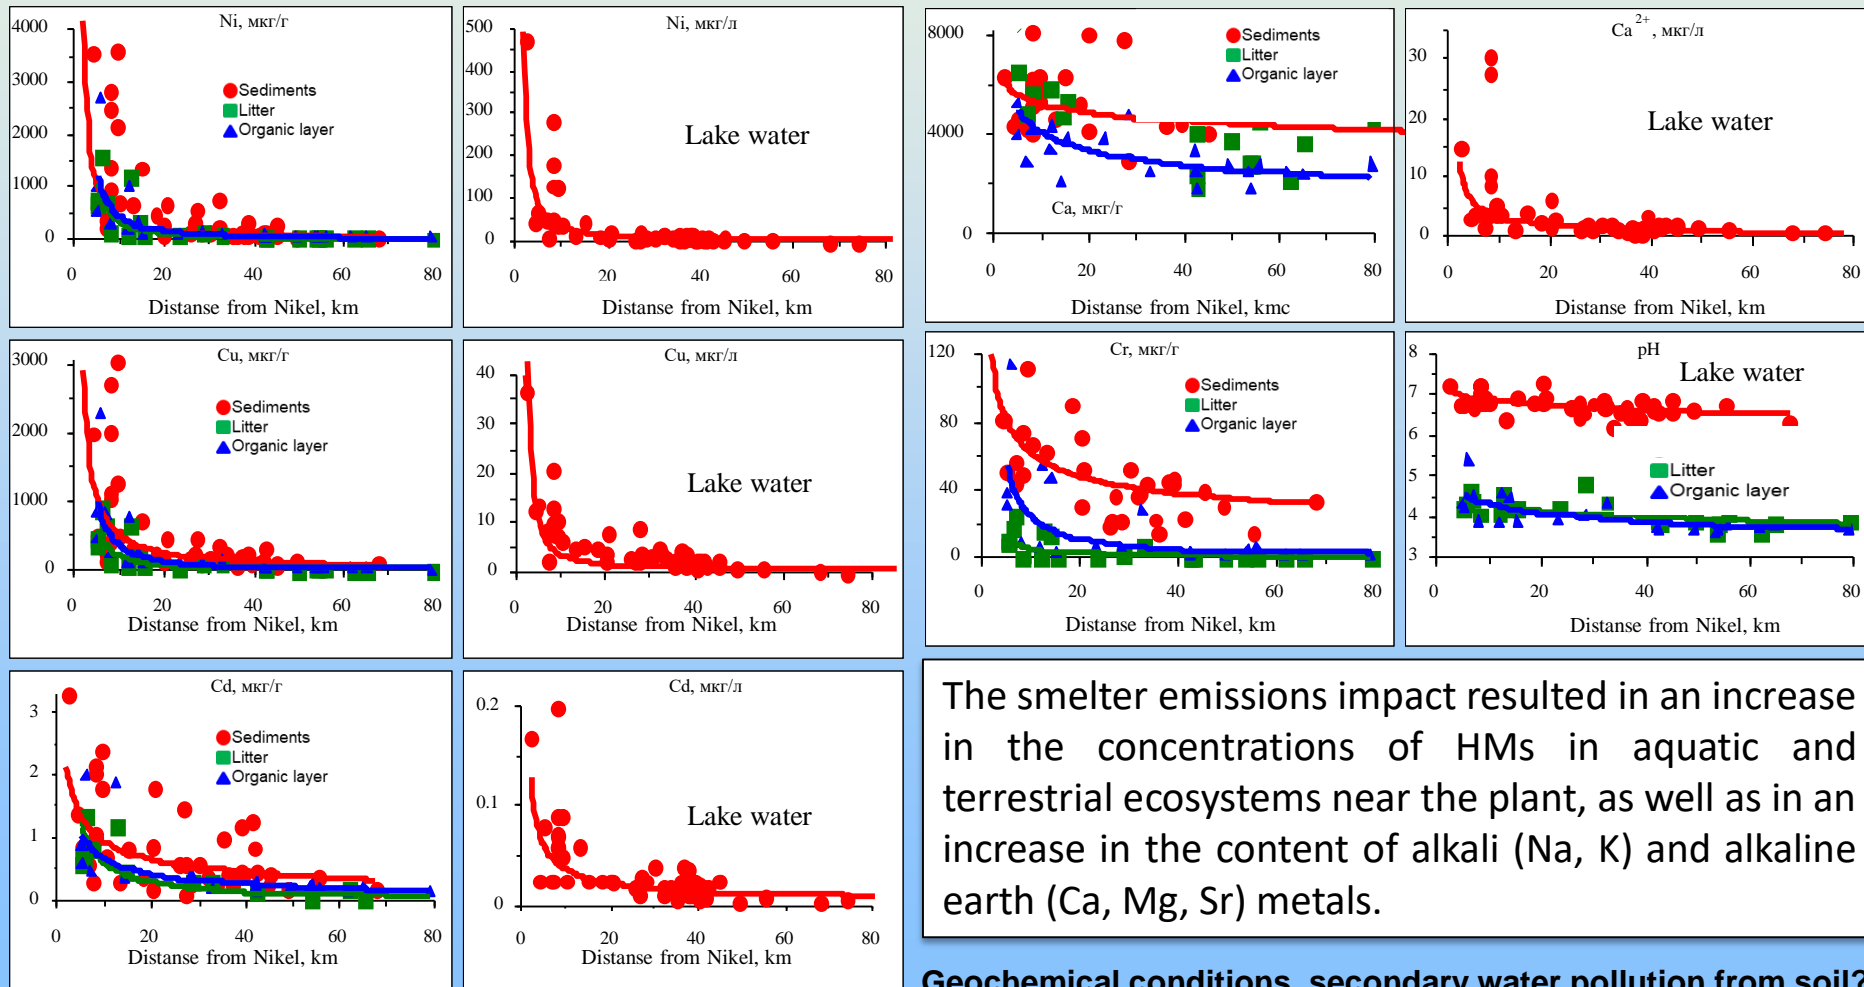 Ni, мкг/г
4000
3000
2000
1000
0
Sediments
Litter
Organic layer
0 20 40 60 80
Distanse from Nikel, km
Ni, мкг/л
500
400
300
200
100
0
Lake water
0 20 40 60 80
Distanse from Nikel, km
8000
4000
0
Sediments
Litter
Organic layer
Ca, мкг/г
0 20 40 60 80
Distanse from Nikel, kmc
Ca 2+, мкг/л
30
20
10
0
Lake water
0 20 40 60 80
Distanse from Nikel, km
Cu, мкг/г
3000
2000
1000
0
Sediments
Litter
Organic layer
0 20 40 60 80
Distanse from Nikel, km
Cu, мкг/л
40
30
20
10
0
Lake water
0 20 40 60 80
Distanse from Nikel, km
Cr, мкг/г
120
80
40
0
Sediments
Litter
Organic layer
0 20 40 60 80
Distanse from Nikel, km
pH
8
7
6
5
4
3
Lake water
Litter
Organic layer
0 20 40 60 80
Distanse from Nikel, km
Cd, мкг/г
3
2
1
0
Sediments
Litter
Organic layer
0 20 40 60 80
Distanse from Nikel, km
Cd, мкг/л
0.2
0.1
0
Lake water
0 20 40 60 80
Distanse from Nikel, km
The smelter emissions impact resulted in an increase
in the concentrations of HMs in aquatic and
terrestrial ecosystems near the plant, as well as in an
increase in the content of alkali (Na, K) and alkaline
earth (Ca, Mg, Sr) metals.
Geochemical conditions, secondary water pollution from soil?